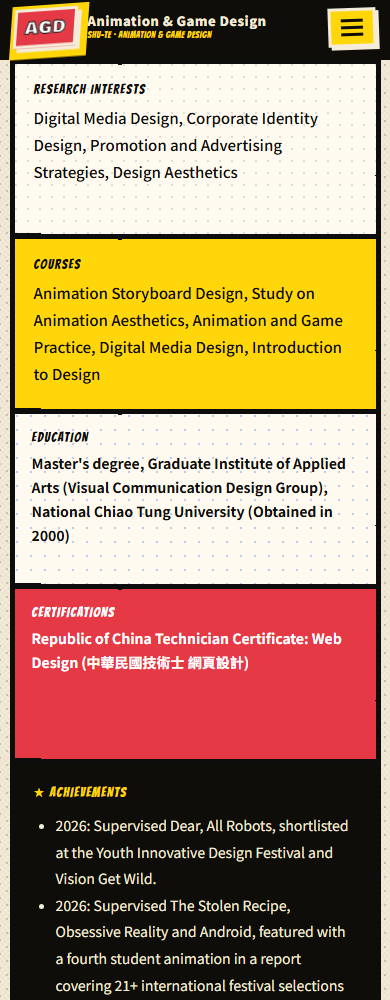 AGD
Animation & Game Design
SHU-TE · ANIMATION & GAME DESIGN
RESEARCH INTERESTS
Digital Media Design, Corporate Identity
Design, Promotion and Advertising
Strategies, Design Aesthetics
COURSES
Animation Storyboard Design, Study on
Animation Aesthetics, Animation and Game
Practice, Digital Media Design, Introduction
to Design
EDUCATION
Master's degree, Graduate Institute of Applied
Arts (Visual Communication Design Group),
National Chiao Tung University (Obtained in
2000)
CERTIFICATIONS
Republic of China Technician Certificate: Web
Design (中華民國技術士 網頁設計)
★ ACHIEVEMENTS
• 2026: Supervised Dear, All Robots, shortlisted
at the Youth Innovative Design Festival and
Vision Get Wild.
• 2026: Supervised The Stolen Recipe,
Obsessive Reality and Android, featured with
a fourth student animation in a report
covering 21+ international festival selections